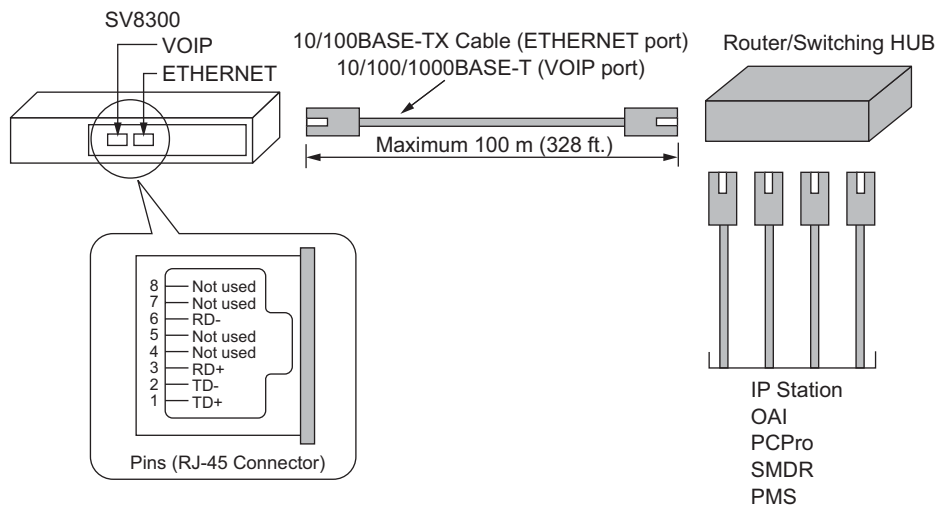 SV8300
VOIP
ETHERNET
10/100BASE-TX Cable (ETHERNET port)
10/100/1000BASE-T (VOIP port)
Router/Switching HUB
Maximum 100 m (328 ft.)
8 Not used
7 Not used
6 RD-
5 Not used
4 Not used
3 RD+
2 TD-
1 TD+
Pins (RJ-45 Connector)
IP Station
OAI
PCPro
SMDR
PMS